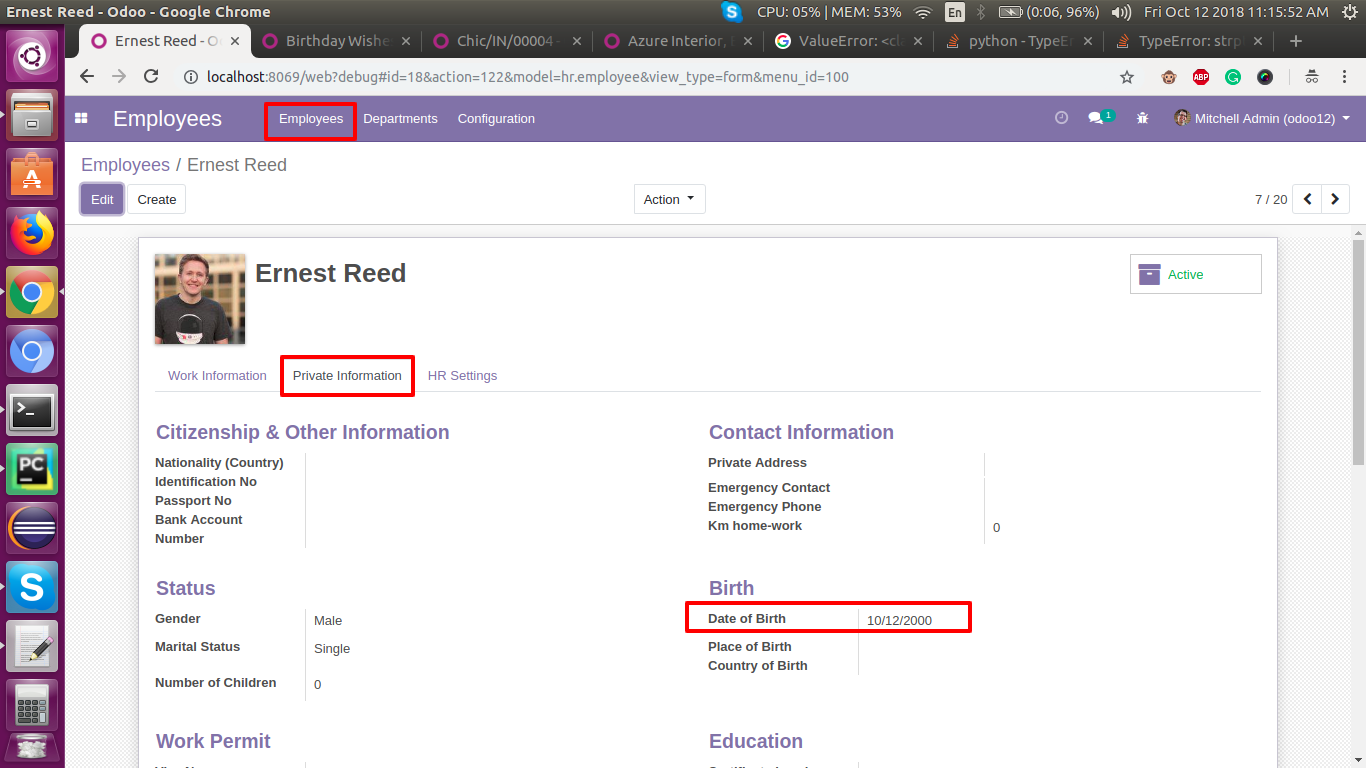 Ernest Reed - Odoo - Google Chrome
CPU: 05% | MEM: 53%
En
(0:06, 96%)
Fri Oct 12 2018 11:15:52 AM
Ernest Reed - O
Birthday Wishe
Chic/IN/00004 -
Azure Interior,
ValueError: <cl
python - TypeEr
TypeError: strp
localhost:8069/web?debug#id=18&action=122&model=hr.employee&view_type=form&menu_id=100
ABP
Employees
Employees
Departments
Configuration
1
Mitchell Admin (odoo12)
Employees / Ernest Reed
Edit
Create
Action
7 / 20
Ernest Reed
Active
Work Information
Private Information
HR Settings
Citizenship & Other Information
Nationality (Country)
Identification No
Passport No
Bank Account
Number
Contact Information
Private Address
Emergency Contact
Emergency Phone
Km home-work 0
Status
Gender Male
Marital Status Single
Number of Children 0
Birth
Date of Birth 10/12/2000
Place of Birth
Country of Birth
Work Permit
Education
PC